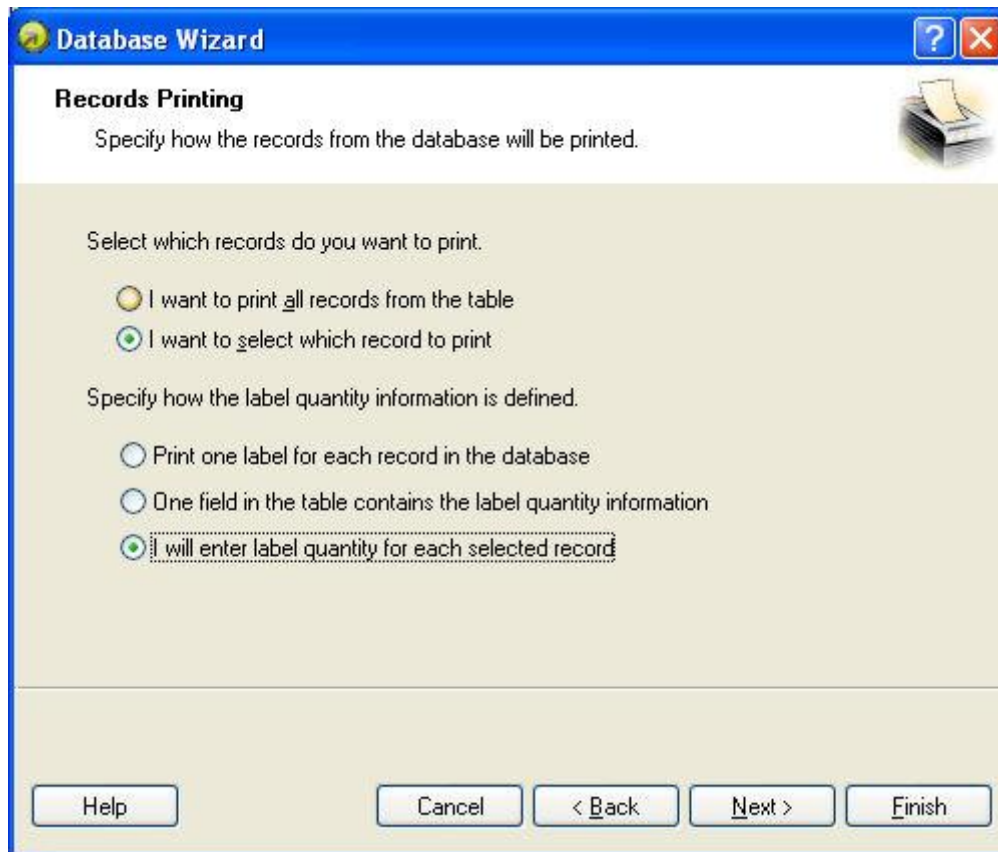 Database Wizard
?
Records Printing
Specify how the records from the database will be printed.
Select which records do you want to print.
I want to print all records from the table
I want to select which record to print
Specify how the label quantity information is defined.
Print one label for each record in the database
One field in the table contains the label quantity information
I will enter label quantity for each selected record
Help Cancel < Back Next > Finish